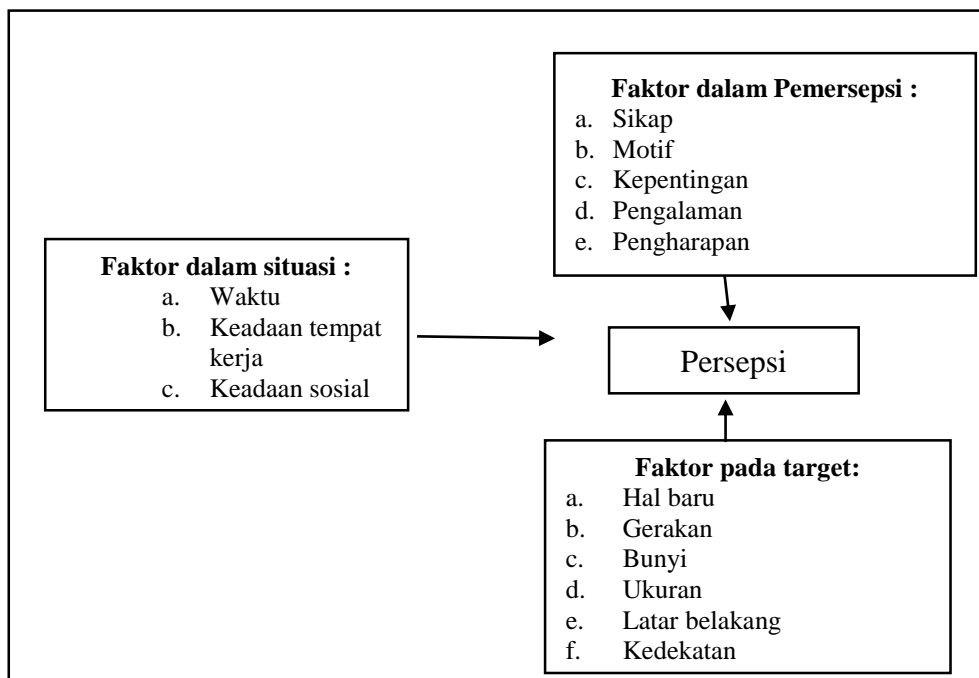 Faktor dalam Pemersepsi :
a. Sikap
b. Motif
c. Kepentingan
d. Pengalaman
e. Pengharapan
Faktor dalam situasi :
a. Waktu
b. Keadaan tempat
kerja
c. Keadaan sosial
Persepsi
Faktor pada target:
a. Hal baru
b. Gerakan
c. Bunyi
d. Ukuran
e. Latar belakang
f. Kedekatan